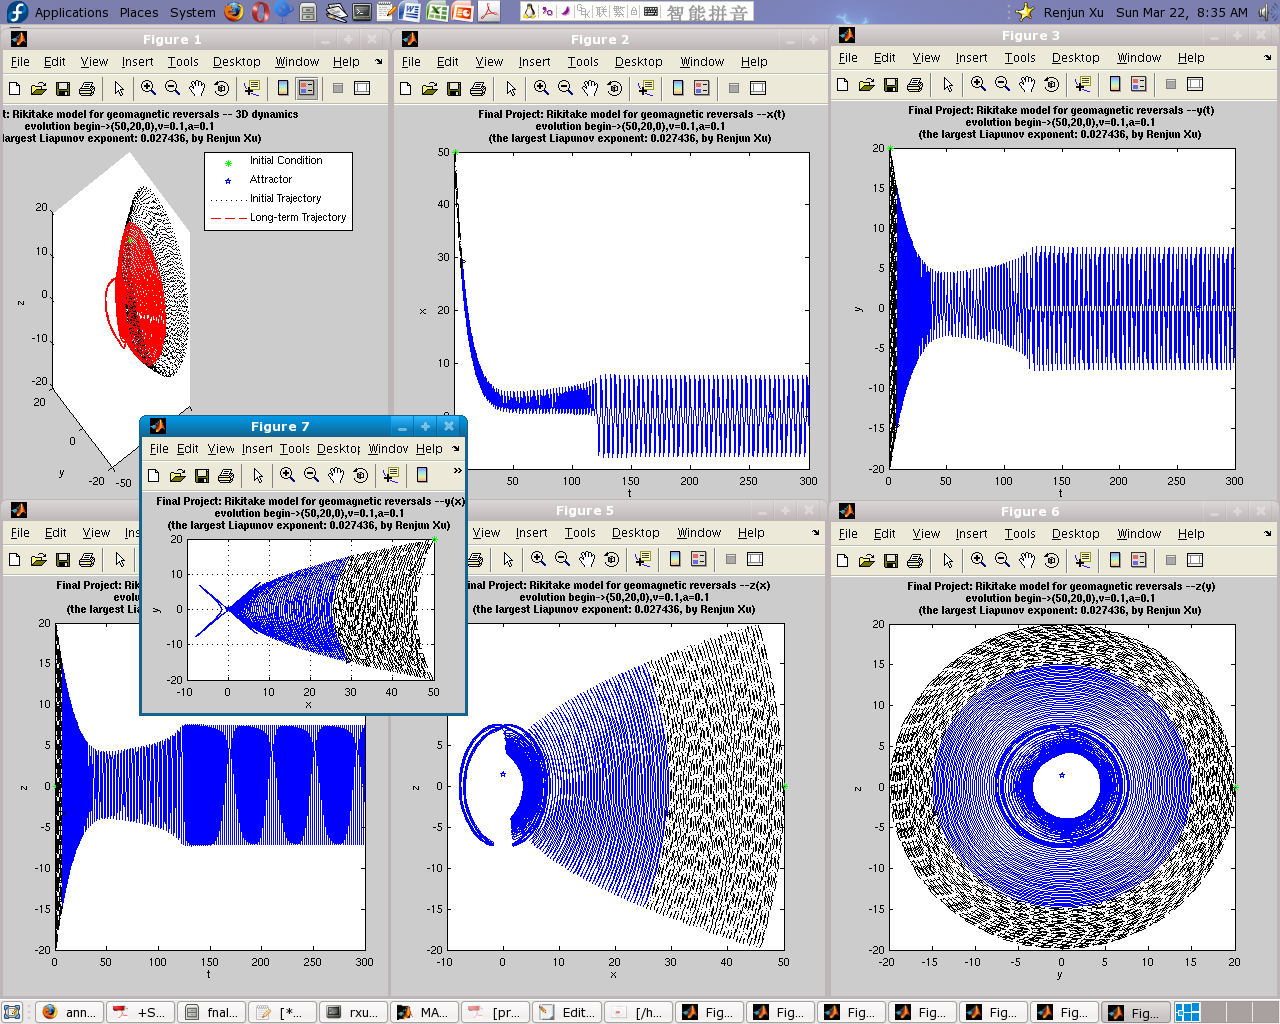 Applications Places System 智能拼音 Renjun Xu Sun Mar 22, 8:35 AM
Figure 1
File Edit View Insert Tools Desktop Window Help
t: Rikitake model for geomagnetic reversals -- 3D dynamics
evolution begin->(50,20,0),v=0.1,a=0.1
largest Liapunov exponent: 0.027436, by Renjun Xu)
Initial Condition
Attractor
Initial Trajectory
Long-term Trajectory
20
10
0
-10
-20
z
20
0
-20
y
-50
Figure 2
File Edit View Insert Tools Desktop Window Help
Final Project: Rikitake model for geomagnetic reversals --x(t)
evolution begin->(50,20,0),v=0.1,a=0.1
(the largest Liapunov exponent: 0.027436, by Renjun Xu)
50
40
30
20
10
0
x
50 100 150 200 250 300
t
Figure 3
File Edit View Insert Tools Desktop Window Help
Final Project: Rikitake model for geomagnetic reversals --y(t)
evolution begin->(50,20,0),v=0.1,a=0.1
(the largest Liapunov exponent: 0.027436, by Renjun Xu)
20
15
10
5
0
-5
-10
-15
-20
y
0 50 100 150 200 250 300
t
Figure 7
File Edit View Insert Tools Desktop Window Help
Final Project: Rikitake model for geomagnetic reversals --y(x)
evolution begin->(50,20,0),v=0.1,a=0.1
(the largest Liapunov exponent: 0.027436, by Renjun Xu)
20
10
0
-10
-20
y
-10 0 10 20 30 40 50
x
File Edit View In
Final Project: Rik
evolu
(the largest L
20
15
10
5
0
-5
-10
-15
-20
z
0 50 100 150 200 250 300
t
Figure 5
View Insert Tools Desktop Window Help
inal Project: Rikitake model for geomagnetic reversals --z(x)
evolution begin->(50,20,0),v=0.1,a=0.1
the largest Liapunov exponent: 0.027436, by Renjun Xu)
10
5
0
-5
-10
-15
-20
z
-10 0 10 20 30 40 50
x
Figure 6
File Edit View Insert Tools Desktop Window Help
Final Project: Rikitake model for geomagnetic reversals --z(y)
evolution begin->(50,20,0),v=0.1,a=0.1
(the largest Liapunov exponent: 0.027436, by Renjun Xu)
20
15
10
5
0
-5
-10
-15
-20
z
-20 -15 -10 -5 0 5 10 15 20
y
ann... +S... fnal... [*... rxu... MA... [pr... Edit... [/h... Fig... Fig... Fig... Fig... Fig... Fig... Fig...